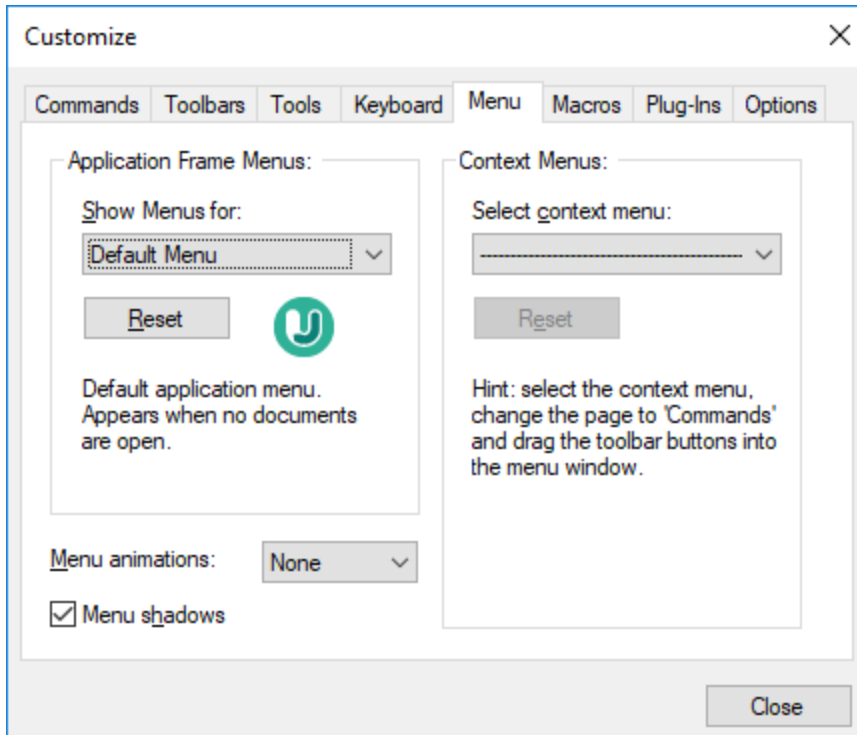 Customize
Commands Toolbars Tools Keyboard Menu Macros Plug-Ins Options
Application Frame Menus:
Show Menus for:
Default Menu
Reset
Default application menu.
Appears when no documents
are open.
Context Menus:
Select context menu:
Reset
Hint: select the context menu,
change the page to 'Commands'
and drag the toolbar buttons into
the menu window.
Menu animations:
None
Menu shadows
Close